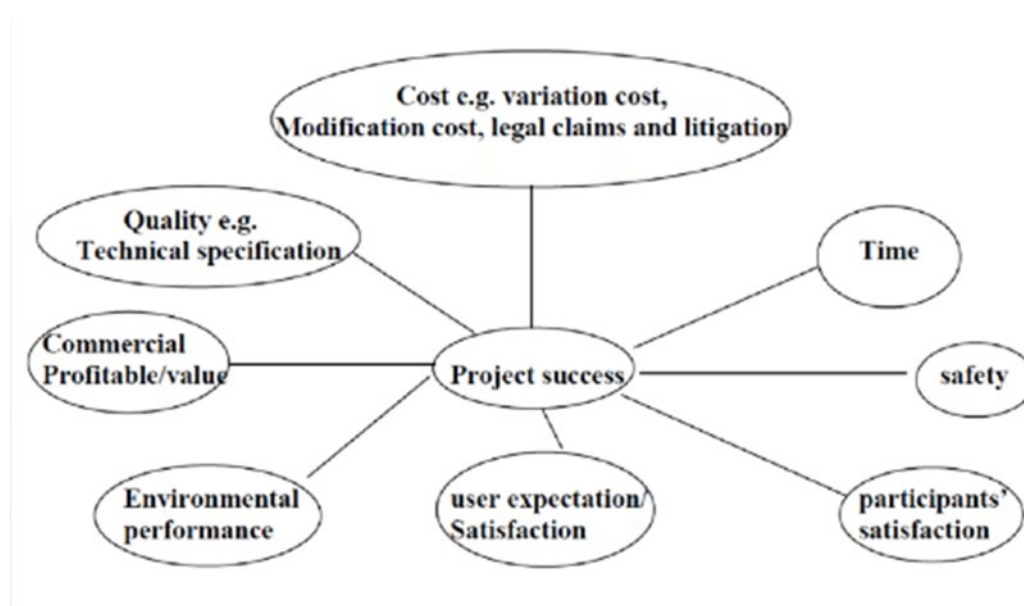 Cost e.g. variation cost,
Modification cost, legal claims and litigation
Quality e.g.
Technical specification
Time
Commercial
Profitable/value
Project success
safety
Environmental
performance
user expectation/
Satisfaction
participants'
satisfaction